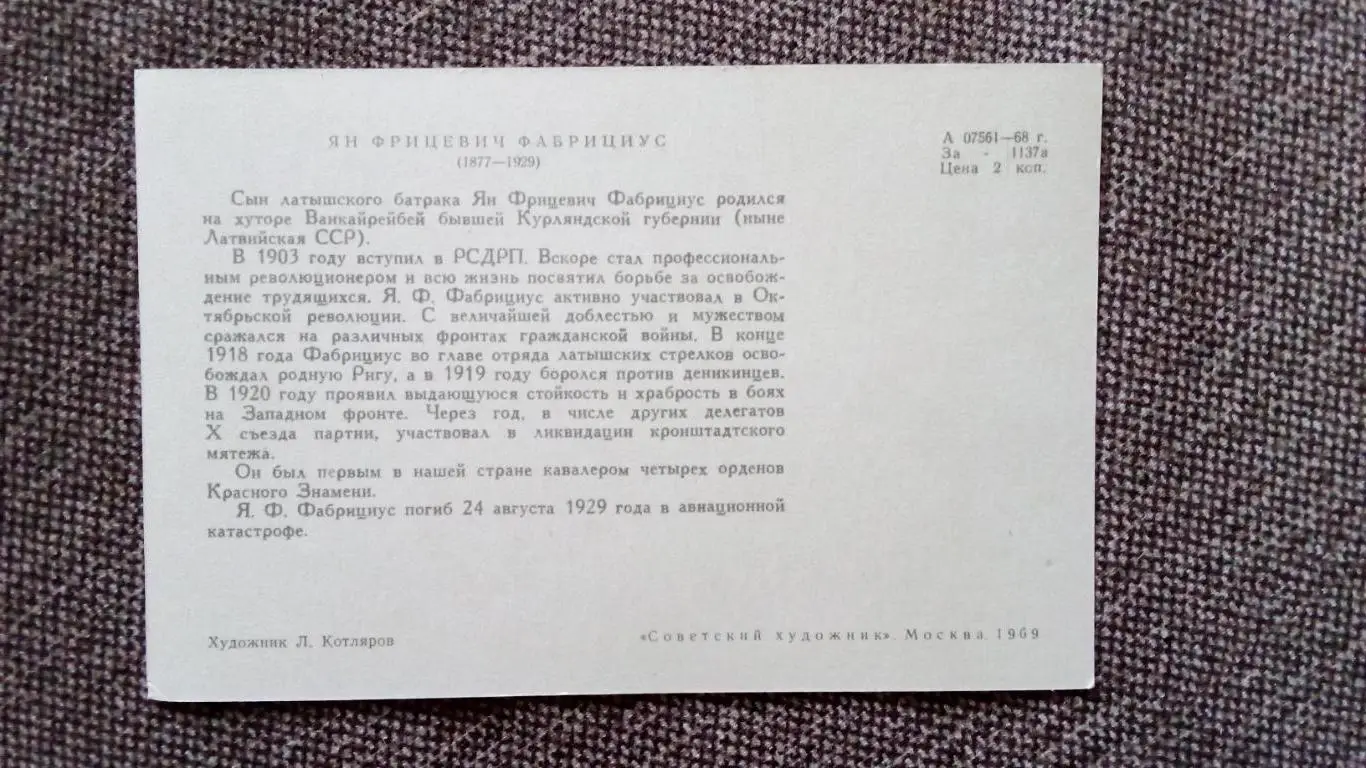 ЯН ФРИЦЕВИЧ ФАБРИЦИУС
(1877—1929)
А 07561—68 г.
За - 1137а
Цена 2 коп.
Сын латышского батрака Ян Фрицевич Фабрициус родился
на хуторе Ванкайрейбей бывшей Курляндской губернии (ныне
Латвийская ССР).
В 1903 году вступил в РСДРП. Вскоре стал профессиональ-
ным революционером и всю жизнь посвятил борьбе за освобож-
дение трудящихся. Я. Ф. Фабрициус активно участвовал в Ок-
тябрьской революции. С величайшей доблестью и мужеством
сражался на различных фронтах гражданской войны. В конце
1918 года Фабрициус во главе отряда латышских стрелков осво-
бождал родную Ригу, а в 1919 году боролся против деникинцев.
В 1920 году проявил выдающуюся стойкость и храбрость в боях
на Западном фронте. Через год, в числе других делегатов
X съезда партии, участвовал в ликвидации кронштадтского
мятежа.
Он был первым в нашей стране кавалером четырех орденов
Красного Знамени.
Я. Ф. Фабрициус погиб 24 августа 1929 года в авиационной
катастрофе.
Художник Л. Котляров
«Советский художник». Москва. 1969